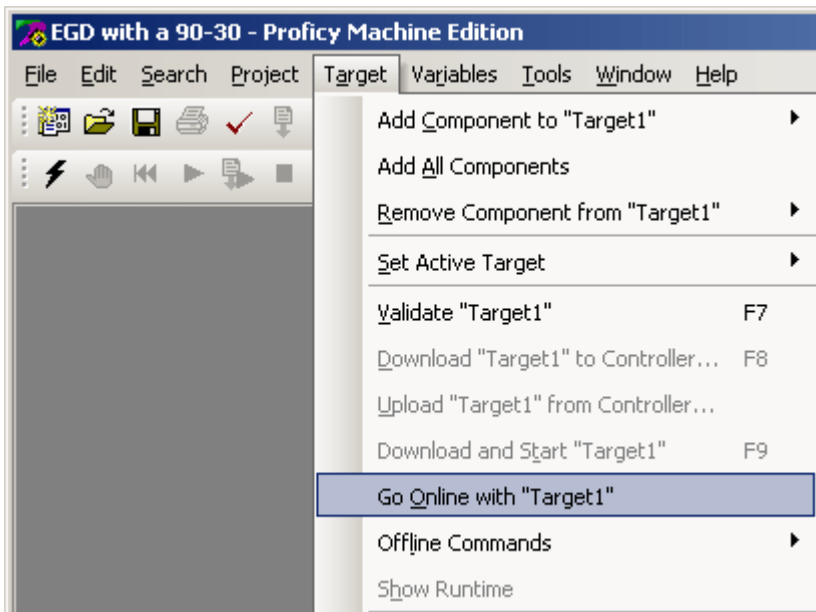 EGD with a 90-30 - Proficy Machine Edition
File Edit Search Project Target Variables Tools Window Help
Add Component to "Target1"
Add All Components
Remove Component from "Target1"
Set Active Target
Validate "Target1" F7
Download "Target1" to Controller... F8
Upload "Target1" from Controller...
Download and Start "Target1" F9
Go Online with "Target1"
Offline Commands
Show Runtime